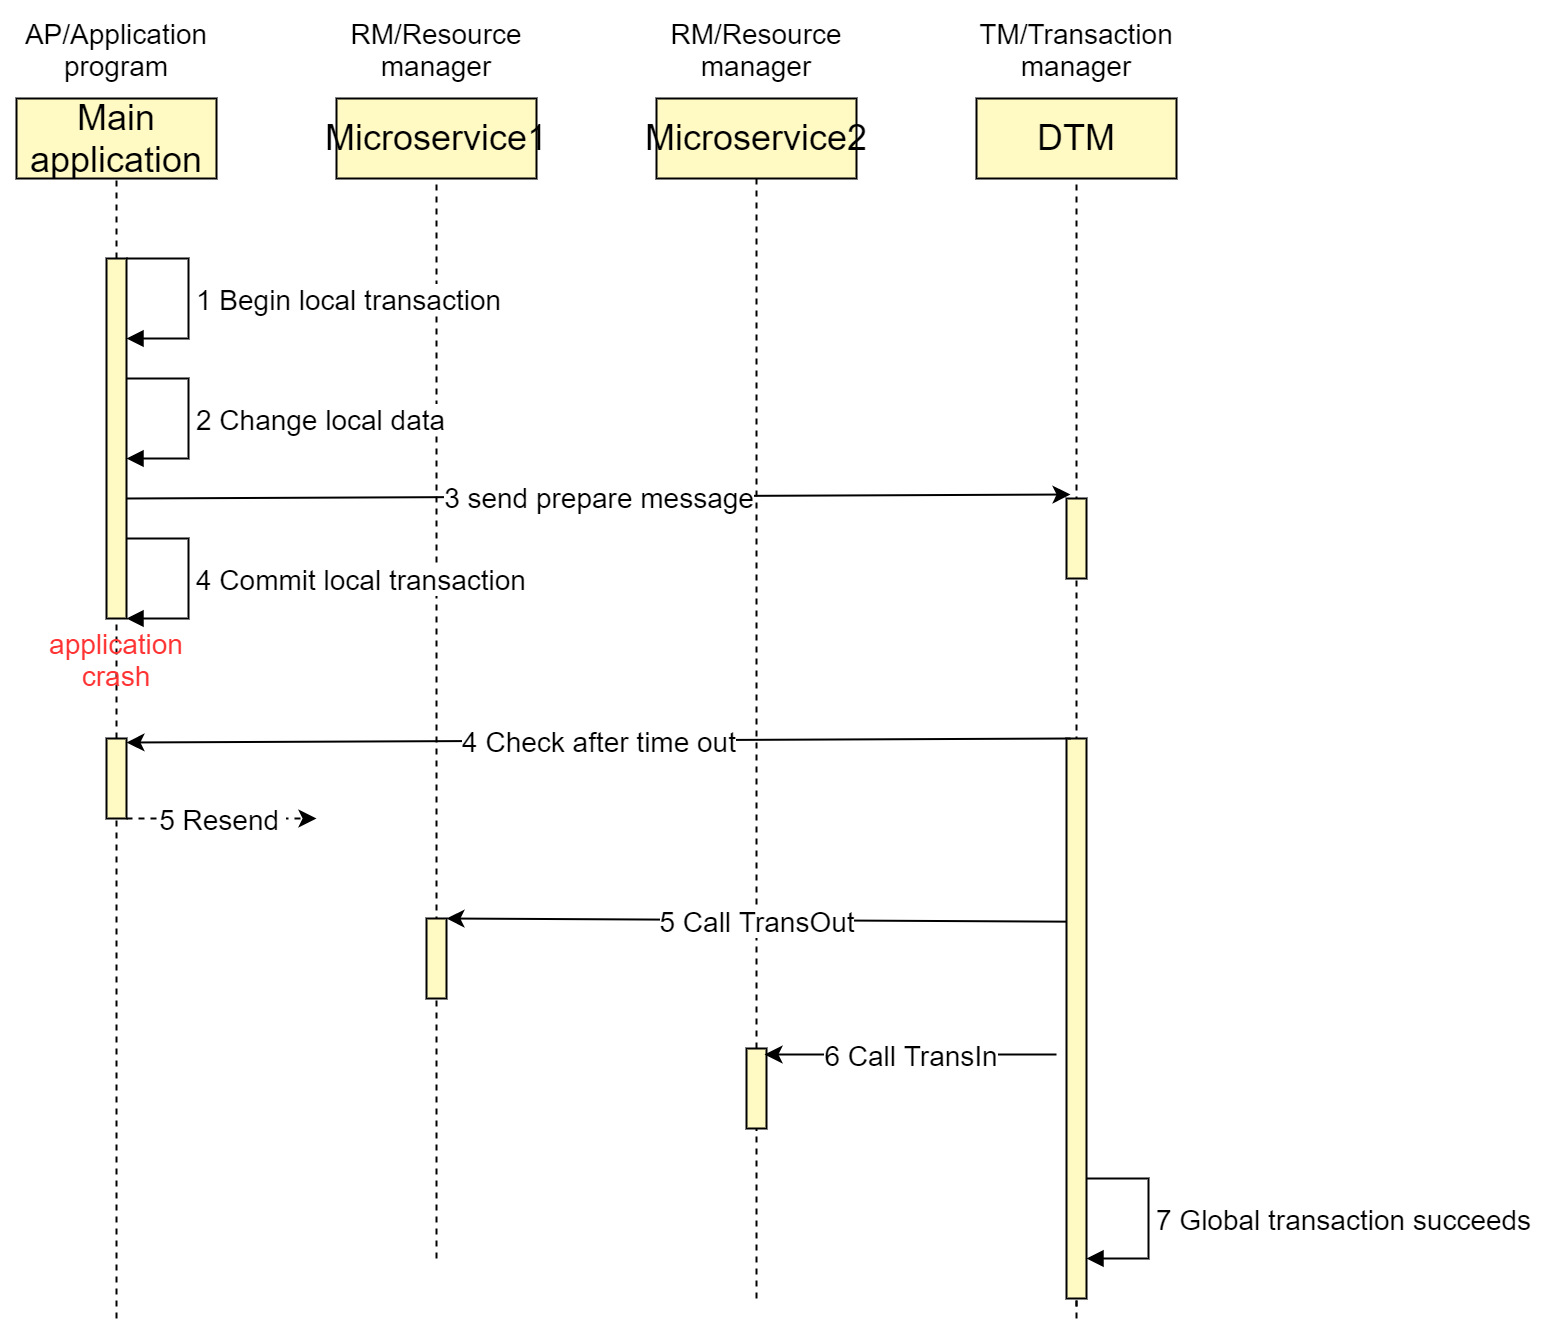 AP/Application
program
RM/Resource
manager
RM/Resource
manager
TM/Transaction
manager
Main
application
Microservice1
Microservice2
DTM
1 Begin local transaction
2 Change local data
3 send prepare message
4 Commit local transaction
application
crash
4 Check after time out
5 Resend
5 Call TransOut
6 Call TransIn
7 Global transaction succeeds